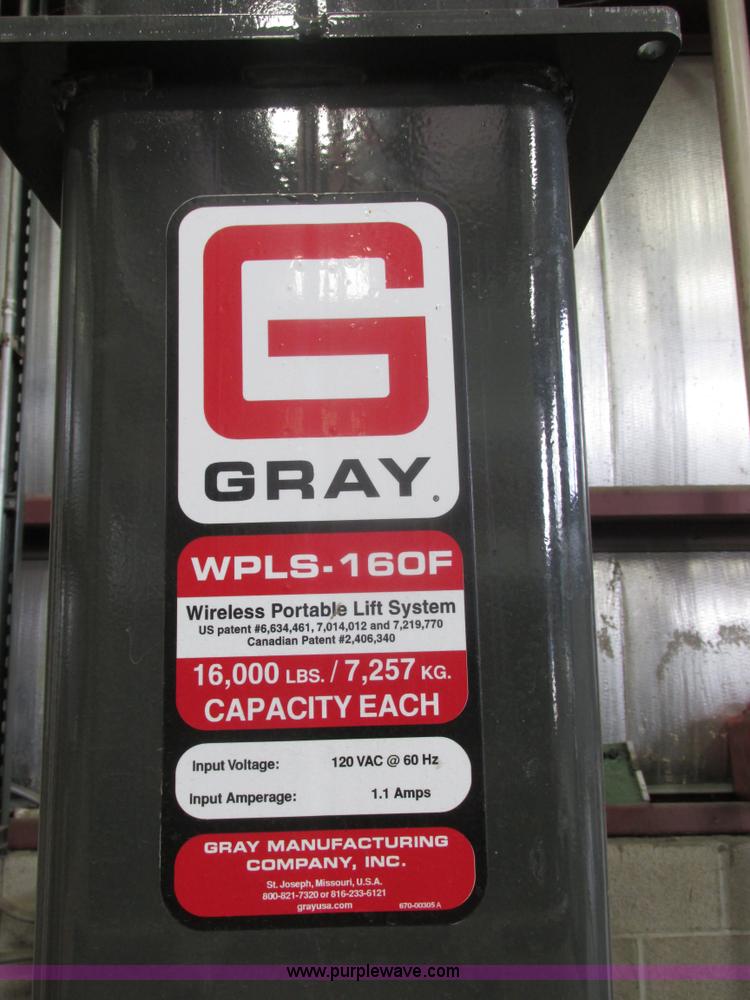 G
GRAY.
WPLS-160F
Wireless Portable Lift System
US patent #6,634,461, 7,014,012 and 7,219,770
Canadian Patent #2,406,340
16,000 LBS. / 7,257 KG.
CAPACITY EACH
Input Voltage: 120 VAC @ 60 Hz
Input Amperage: 1.1 Amps
GRAY MANUFACTURING
COMPANY, INC.
St. Joseph, Missouri, U.S.A.
800-821-7320 or 816-233-6121
grayusa.com 670-00305 A
www.purplewave.com